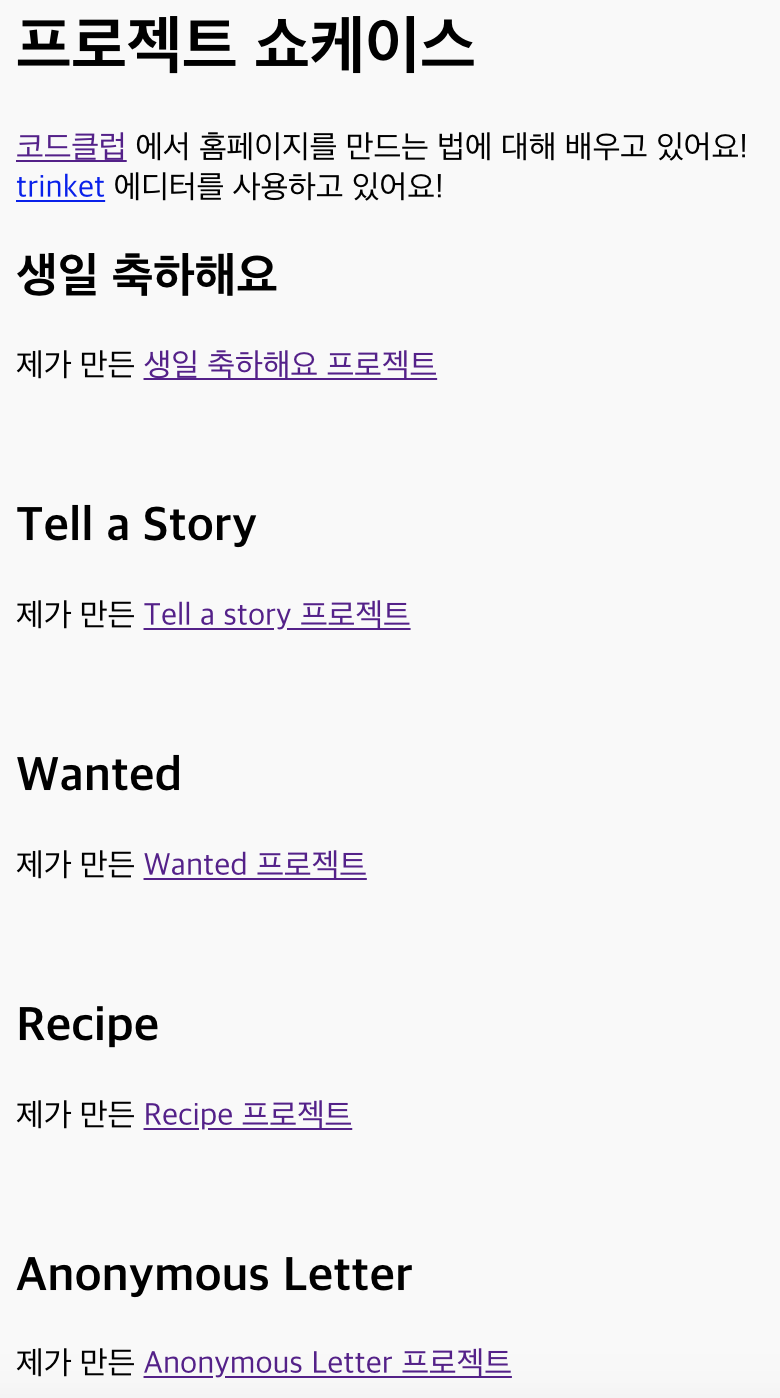 프로젝트 쇼케이스
코드클럽 에서 홈페이지를 만드는 법에 대해 배우고 있어요!
trinket 에디터를 사용하고 있어요!
생일 축하해요
제가 만든 생일 축하해요 프로젝트
Tell a Story
제가 만든 Tell a story 프로젝트
Wanted
제가 만든 Wanted 프로젝트
Recipe
제가 만든 Recipe 프로젝트
Anonymous Letter
제가 만든 Anonymous Letter 프로젝트